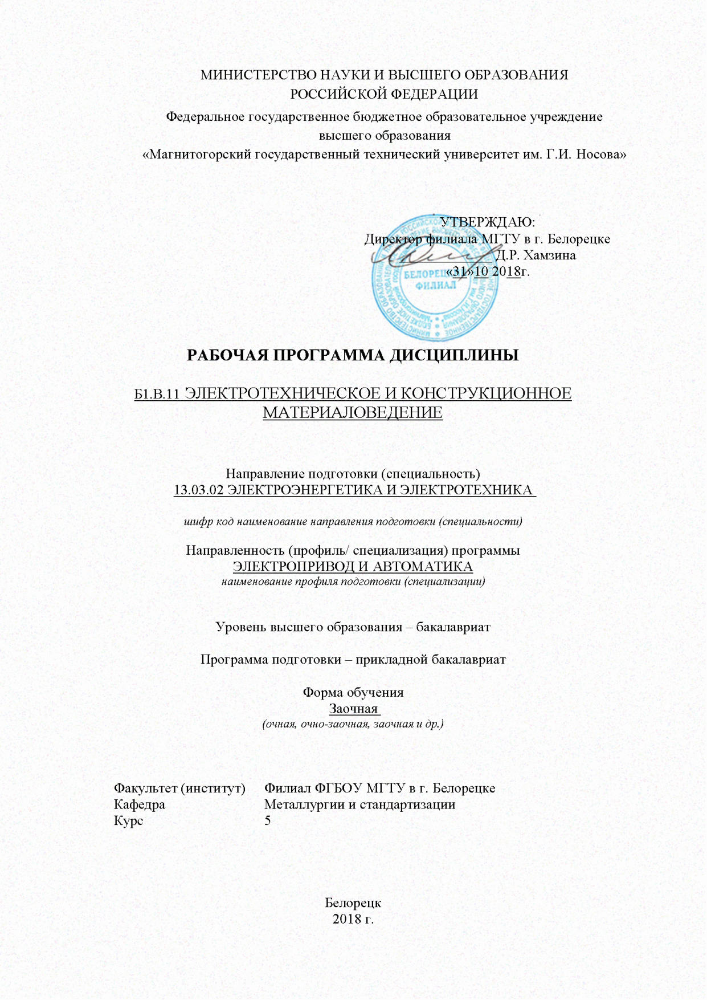 МИНИСТЕРСТВО НАУКИ И ВЫСШЕГО ОБРАЗОВАНИЯ
РОССИЙСКОЙ ФЕДЕРАЦИИ
Федеральное государственное бюджетное образовательное учреждение
высшего образования
«Магнитогорский государственный технический университет им. Г.И. Носова»
УТВЕРЖДАЮ:
Директор филиала МГТУ в г. Белорецке
Д.Р. Хамзина
«31»10 2018г.
БЕЛОРЕЦКИЙ
ФИЛИАЛ
РАБОЧАЯ ПРОГРАММА ДИСЦИПЛИНЫ
Б1.В.11 ЭЛЕКТРОТЕХНИЧЕСКОЕ И КОНСТРУКЦИОННОЕ
МАТЕРИАЛОВЕДЕНИЕ
Направление подготовки (специальность)
13.03.02 ЭЛЕКТРОЭНЕРГЕТИКА И ЭЛЕКТРОТЕХНИКА
шифр код наименование направления подготовки (специальности)
Направленность (профиль/ специализация) программы
ЭЛЕКТРОПРИВОД И АВТОМАТИКА
наименование профиля подготовки (специализации)
Уровень высшего образования – бакалавриат
Программа подготовки – прикладной бакалавриат
Форма обучения
Заочная
(очная, очно-заочная, заочная и др.)
Факультет (институт) Филиал ФГБОУ МГТУ в г. Белорецке
Кафедра Металлургии и стандартизации
Курс 5
Белорецк
2018 г.